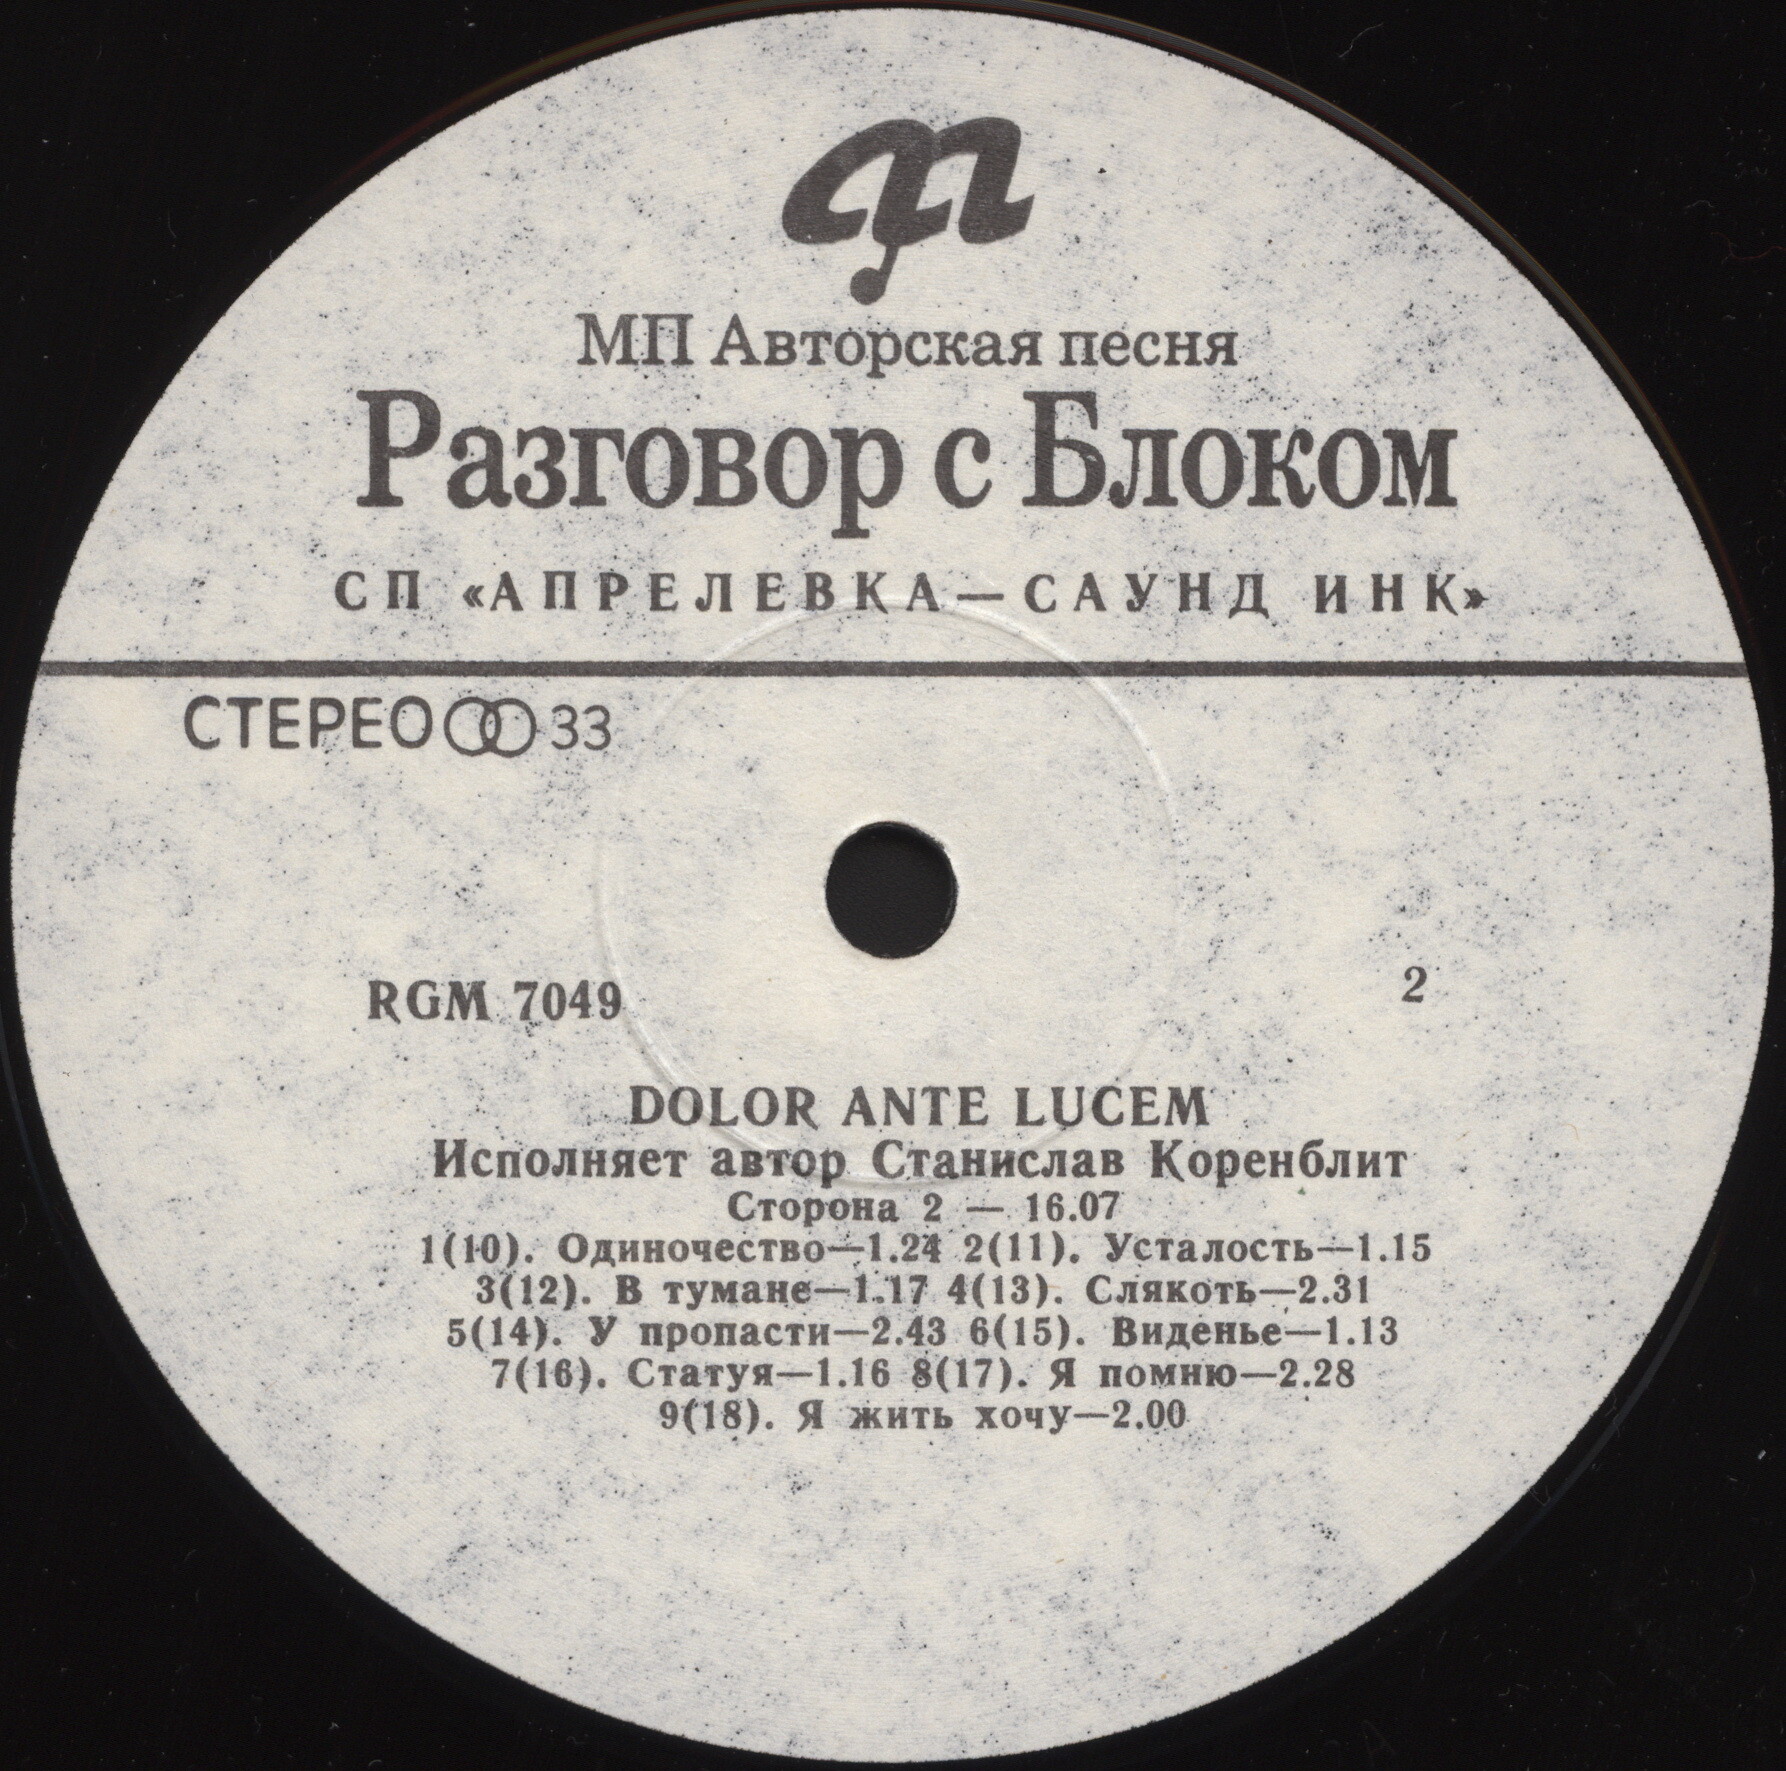 ап
МП Авторская песня
Разговор с Блоком
СП «АПРЕЛЕВКА—САУНД ИНК»
СТЕРЕО 33
RGM 7049 2
DOLOR ANTE LUCEM
Исполняет автор Станислав Коренблит
Сторона 2 — 16.07
1(10). Одиночество—1.24 2(11). Усталость—1.15
3(12). В тумане—1.17 4(13). Слякоть—2.31
5(14). У пропасти—2.43 6(15). Виденье—1.13
7(16). Статуя—1.16 8(17). Я помню—2.28
9(18). Я жить хочу—2.00